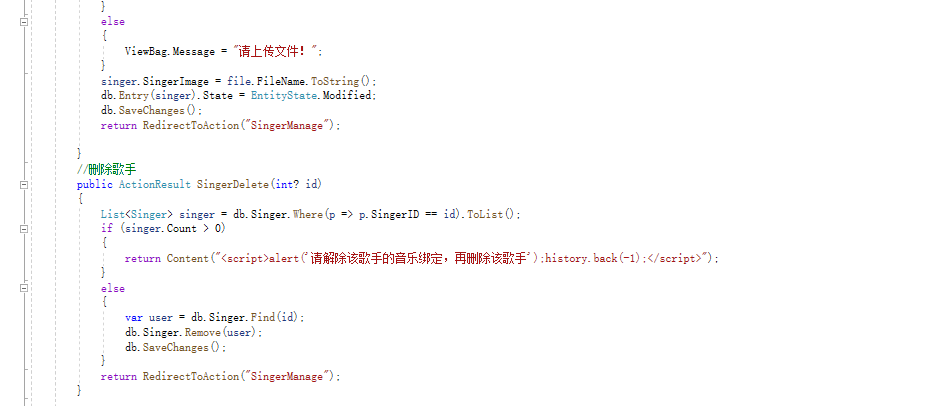 }
else
{
ViewBag.Message = "请上传文件！";
}
singer.SingerImage = file.FileName.ToString();
db.Entry(singer).State = EntityState.Modified;
db.SaveChanges();
return RedirectToAction("SingerManage");
}
//删除歌手
public ActionResult SingerDelete(int? id)
{
List<Singer> singer = db.Singer.Where(p => p.SingerID == id).ToList();
if (singer.Count > 0)
{
return Content("<script>alert('请解除该歌手的音乐绑定，再删除该歌手');history.back(-1);</script>");
}
else
{
var user = db.Singer.Find(id);
db.Singer.Remove(user);
db.SaveChanges();
}
return RedirectToAction("SingerManage");
}